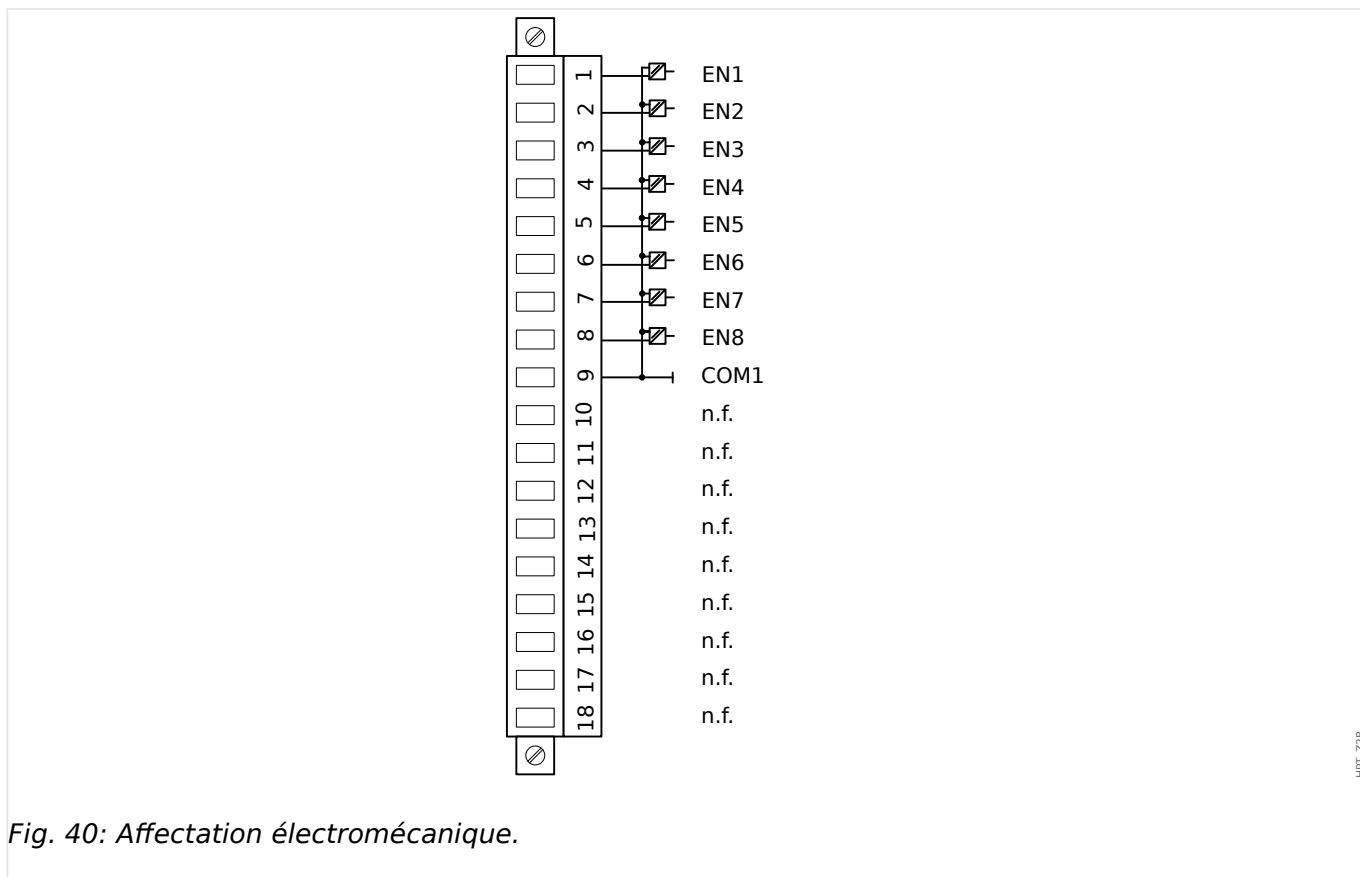 1 EN1
2 EN2
3 EN3
4 EN4
5 EN5
6 EN6
7 EN7
8 EN8
9 COM1
10 n.f.
11 n.f.
12 n.f.
13 n.f.
14 n.f.
15 n.f.
16 n.f.
17 n.f.
18 n.f.
Fig. 40: Affectation électromécanique.